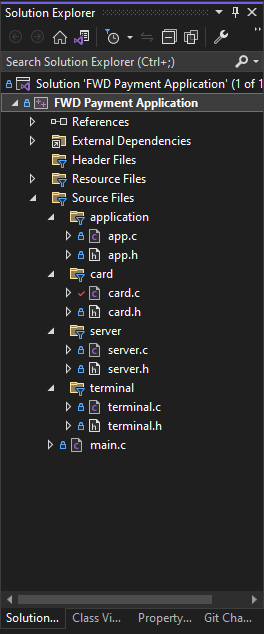 Solution Explorer
Search Solution Explorer (Ctrl+;)
Solution 'FWD Payment Application' (1 of 1
FWD Payment Application
References
External Dependencies
Header Files
Resource Files
Source Files
application
app.c
app.h
card
card.c
card.h
server
server.c
server.h
terminal
terminal.c
terminal.h
main.c
Solution... Class Vi... Property... Git Cha...